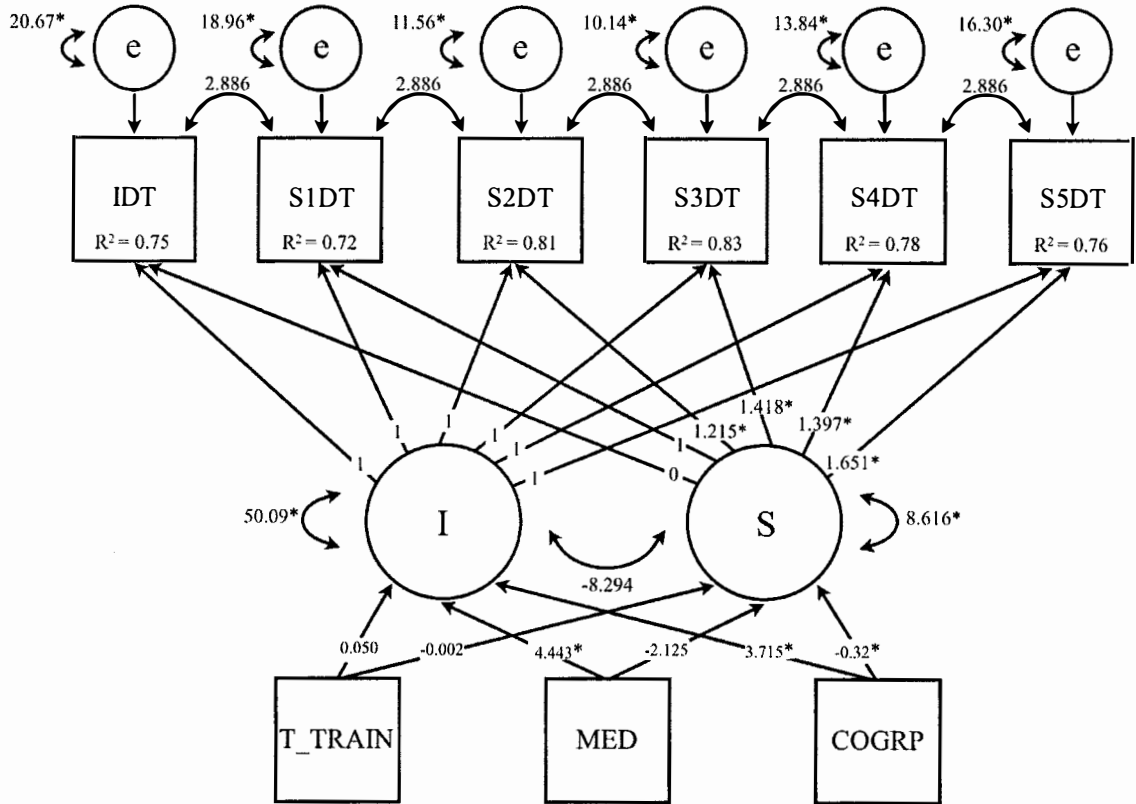 20.67* e 18.96* e 11.56* e 10.14* e 13.84* e 16.30* e
2.886 2.886 2.886 2.886 2.886
IDT S1DT S2DT S3DT S4DT S5DT
R² = 0.75 R² = 0.72 R² = 0.81 R² = 0.83 R² = 0.78 R² = 0.76
1 1 1 1 1 1 0 1 1.215* 1.418* 1.397* 1.651*
50.09* I S 8.616*
-8.294
0.050 -0.002 4.443* -2.125 3.715* -0.32*
T_TRAIN MED COGRP